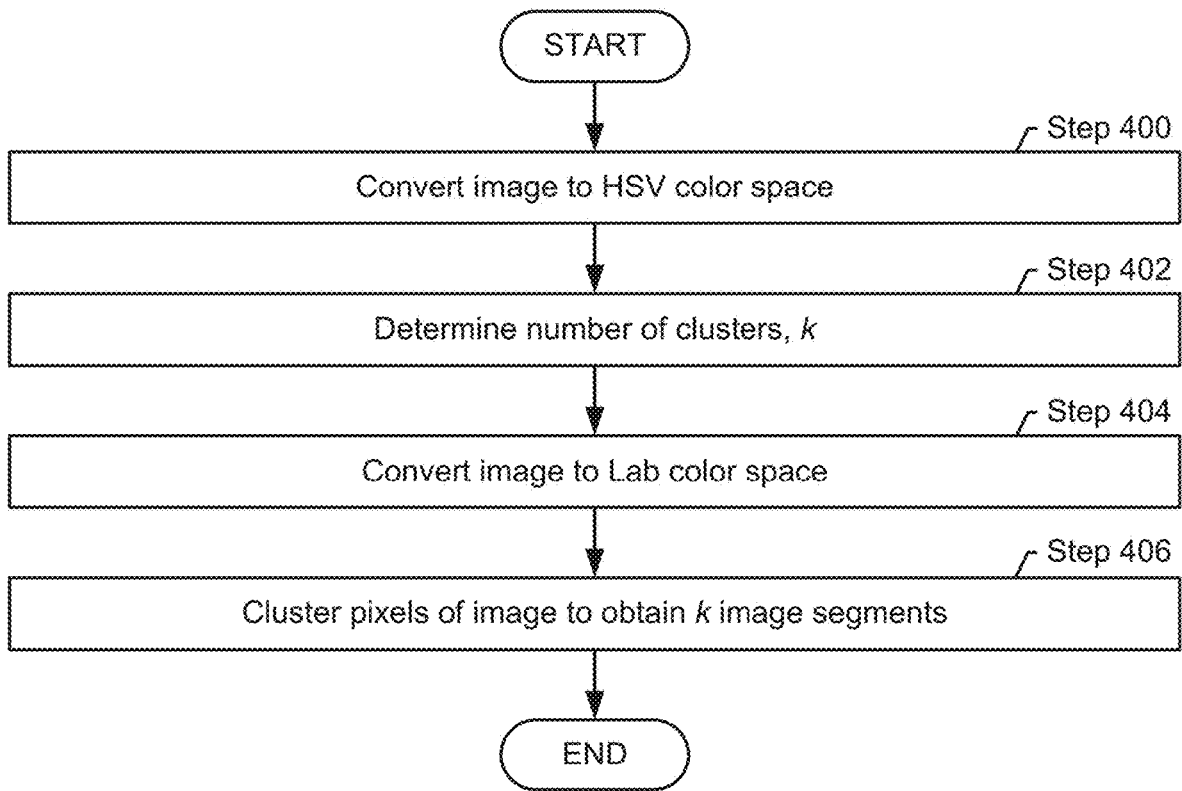 START
Step 400
Convert image to HSV color space
Step 402
Determine number of clusters, k
Step 404
Convert image to Lab color space
Step 406
Cluster pixels of image to obtain k image segments
END